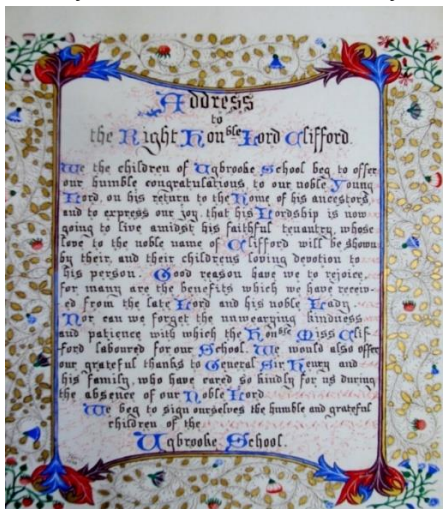 Address
to
the Right Hon ble Lord Clifford.
We the children of Ugbrooke School beg to offer
our humble congratulations, to our noble Young
Lord, on his return to the Home of his ancestors,
and to express our joy that his Lordship is now
going to live amidst his faithful tenantry, whose
love to the noble name of Clifford will be shown
by their, and their childrens loving devotion to
his person. Good reason have we to rejoice,
for many are the benefits which we have receiv-
ed from the late Lord and his noble Lady.
Nor can we forget the unwearying kindness
and patience with which the Hon ble Miss Clif-
-ford laboured for our School. We would also offer
our grateful thanks to General Sir Henry and
his family, who have cared so kindly for us during
the absence of our Noble Lord.
We beg to sign ourselves the humble and grateful
children of the
Ugbrooke School.